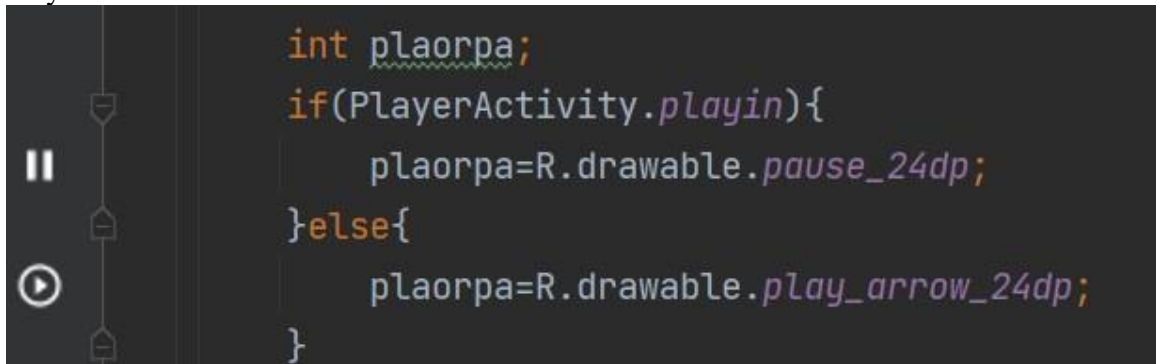 int plaorpa;
if(PlayerActivity.playin){
plaorpa=R.drawable.pause_24dp;
}else{
plaorpa=R.drawable.play_arrow_24dp;
}